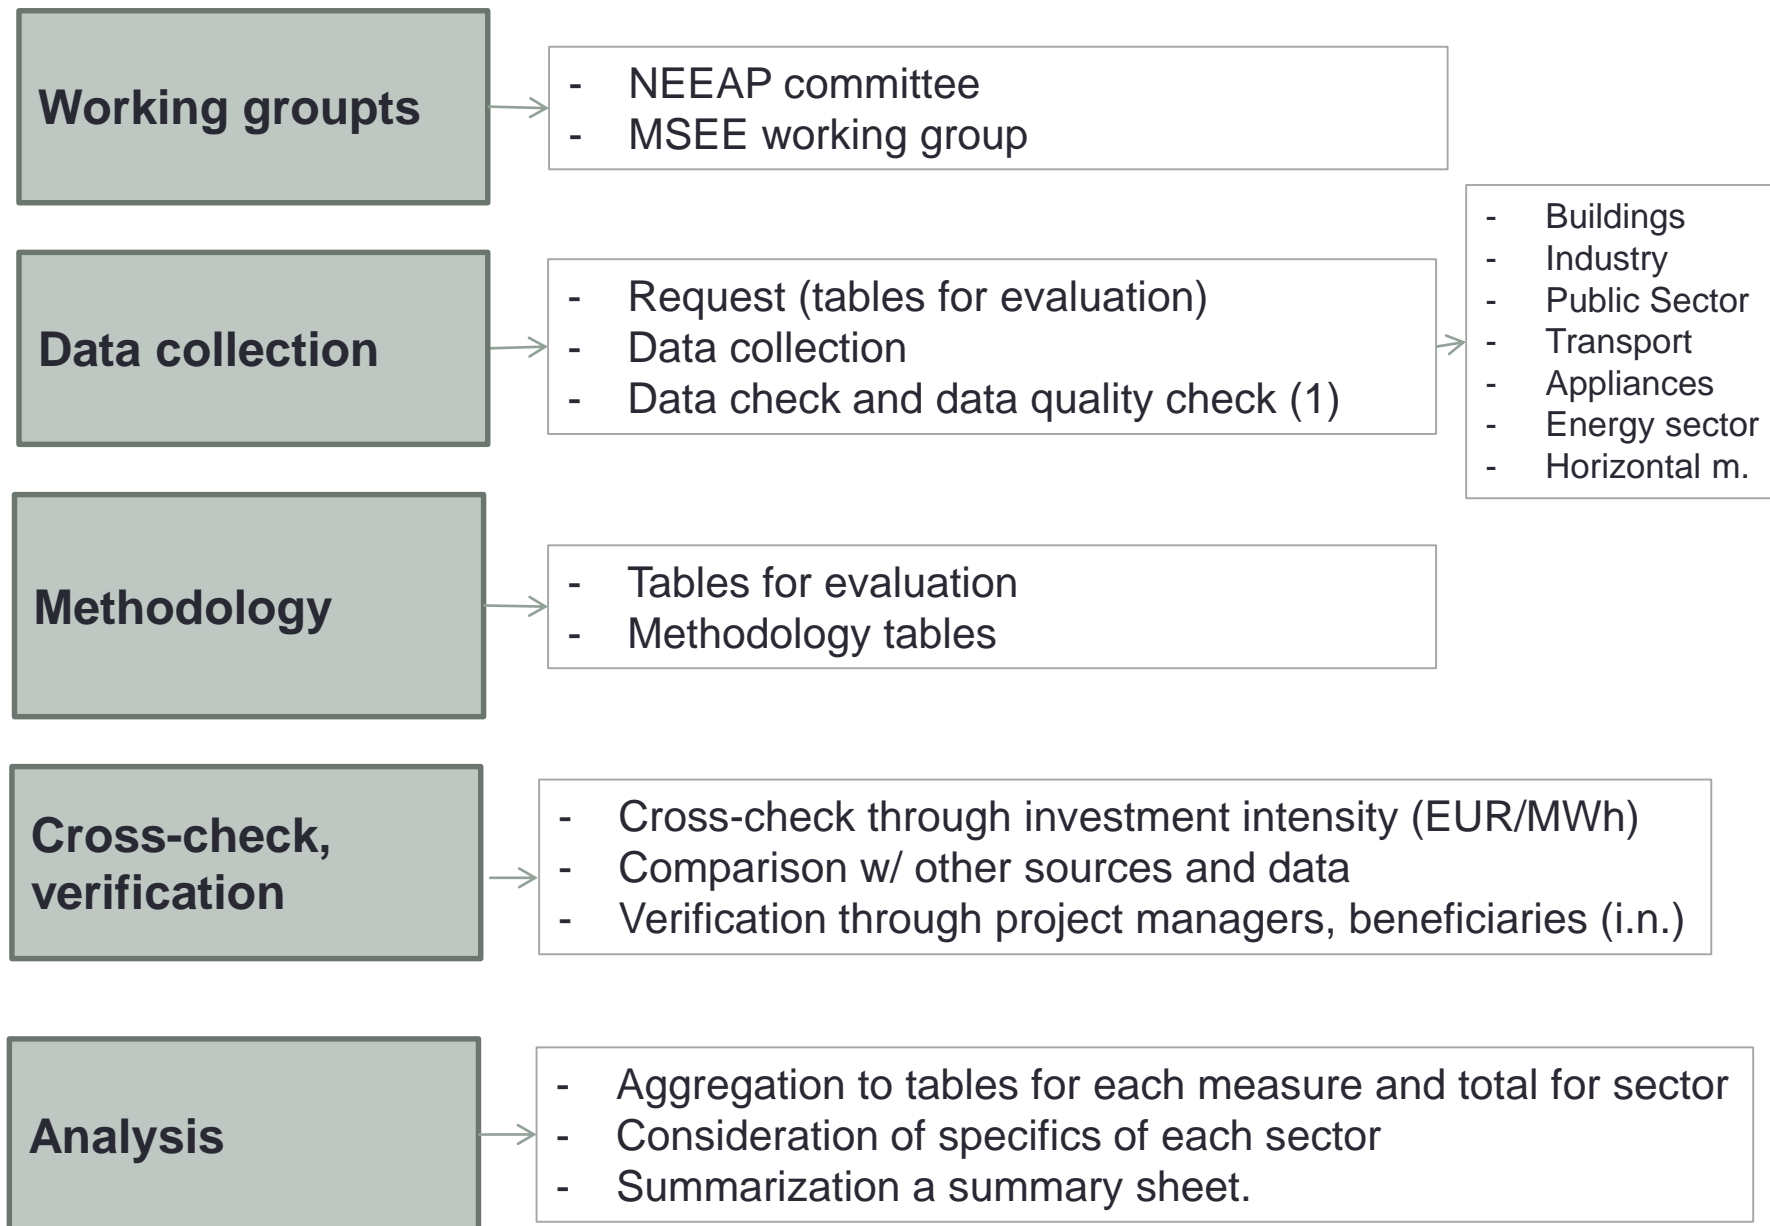 Working groupts
- NEEAP committee
- MSEE working group
Data collection
- Request (tables for evaluation)
- Data collection
- Data check and data quality check (1)
- Buildings
- Industry
- Public Sector
- Transport
- Appliances
- Energy sector
- Horizontal m.
Methodology
- Tables for evaluation
- Methodology tables
Cross-check,
verification
- Cross-check through investment intensity (EUR/MWh)
- Comparison w/ other sources and data
- Verification through project managers, beneficiaries (i.n.)
Analysis
- Aggregation to tables for each measure and total for sector
- Consideration of specifics of each sector
- Summarization a summary sheet.